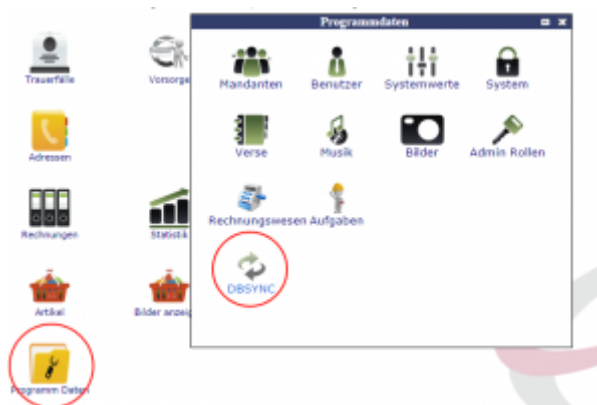 Programmdaten
Trauerfälle
Vorsorge
Mandanten Benutzer Systemwerte System
Adressen
Verse Musik Bilder Admin Rollen
Rechnungen
Statistik
Rechnungswesen Aufgaben
DBSYNC
Artikel
Bilder anzeig
Programm Daten